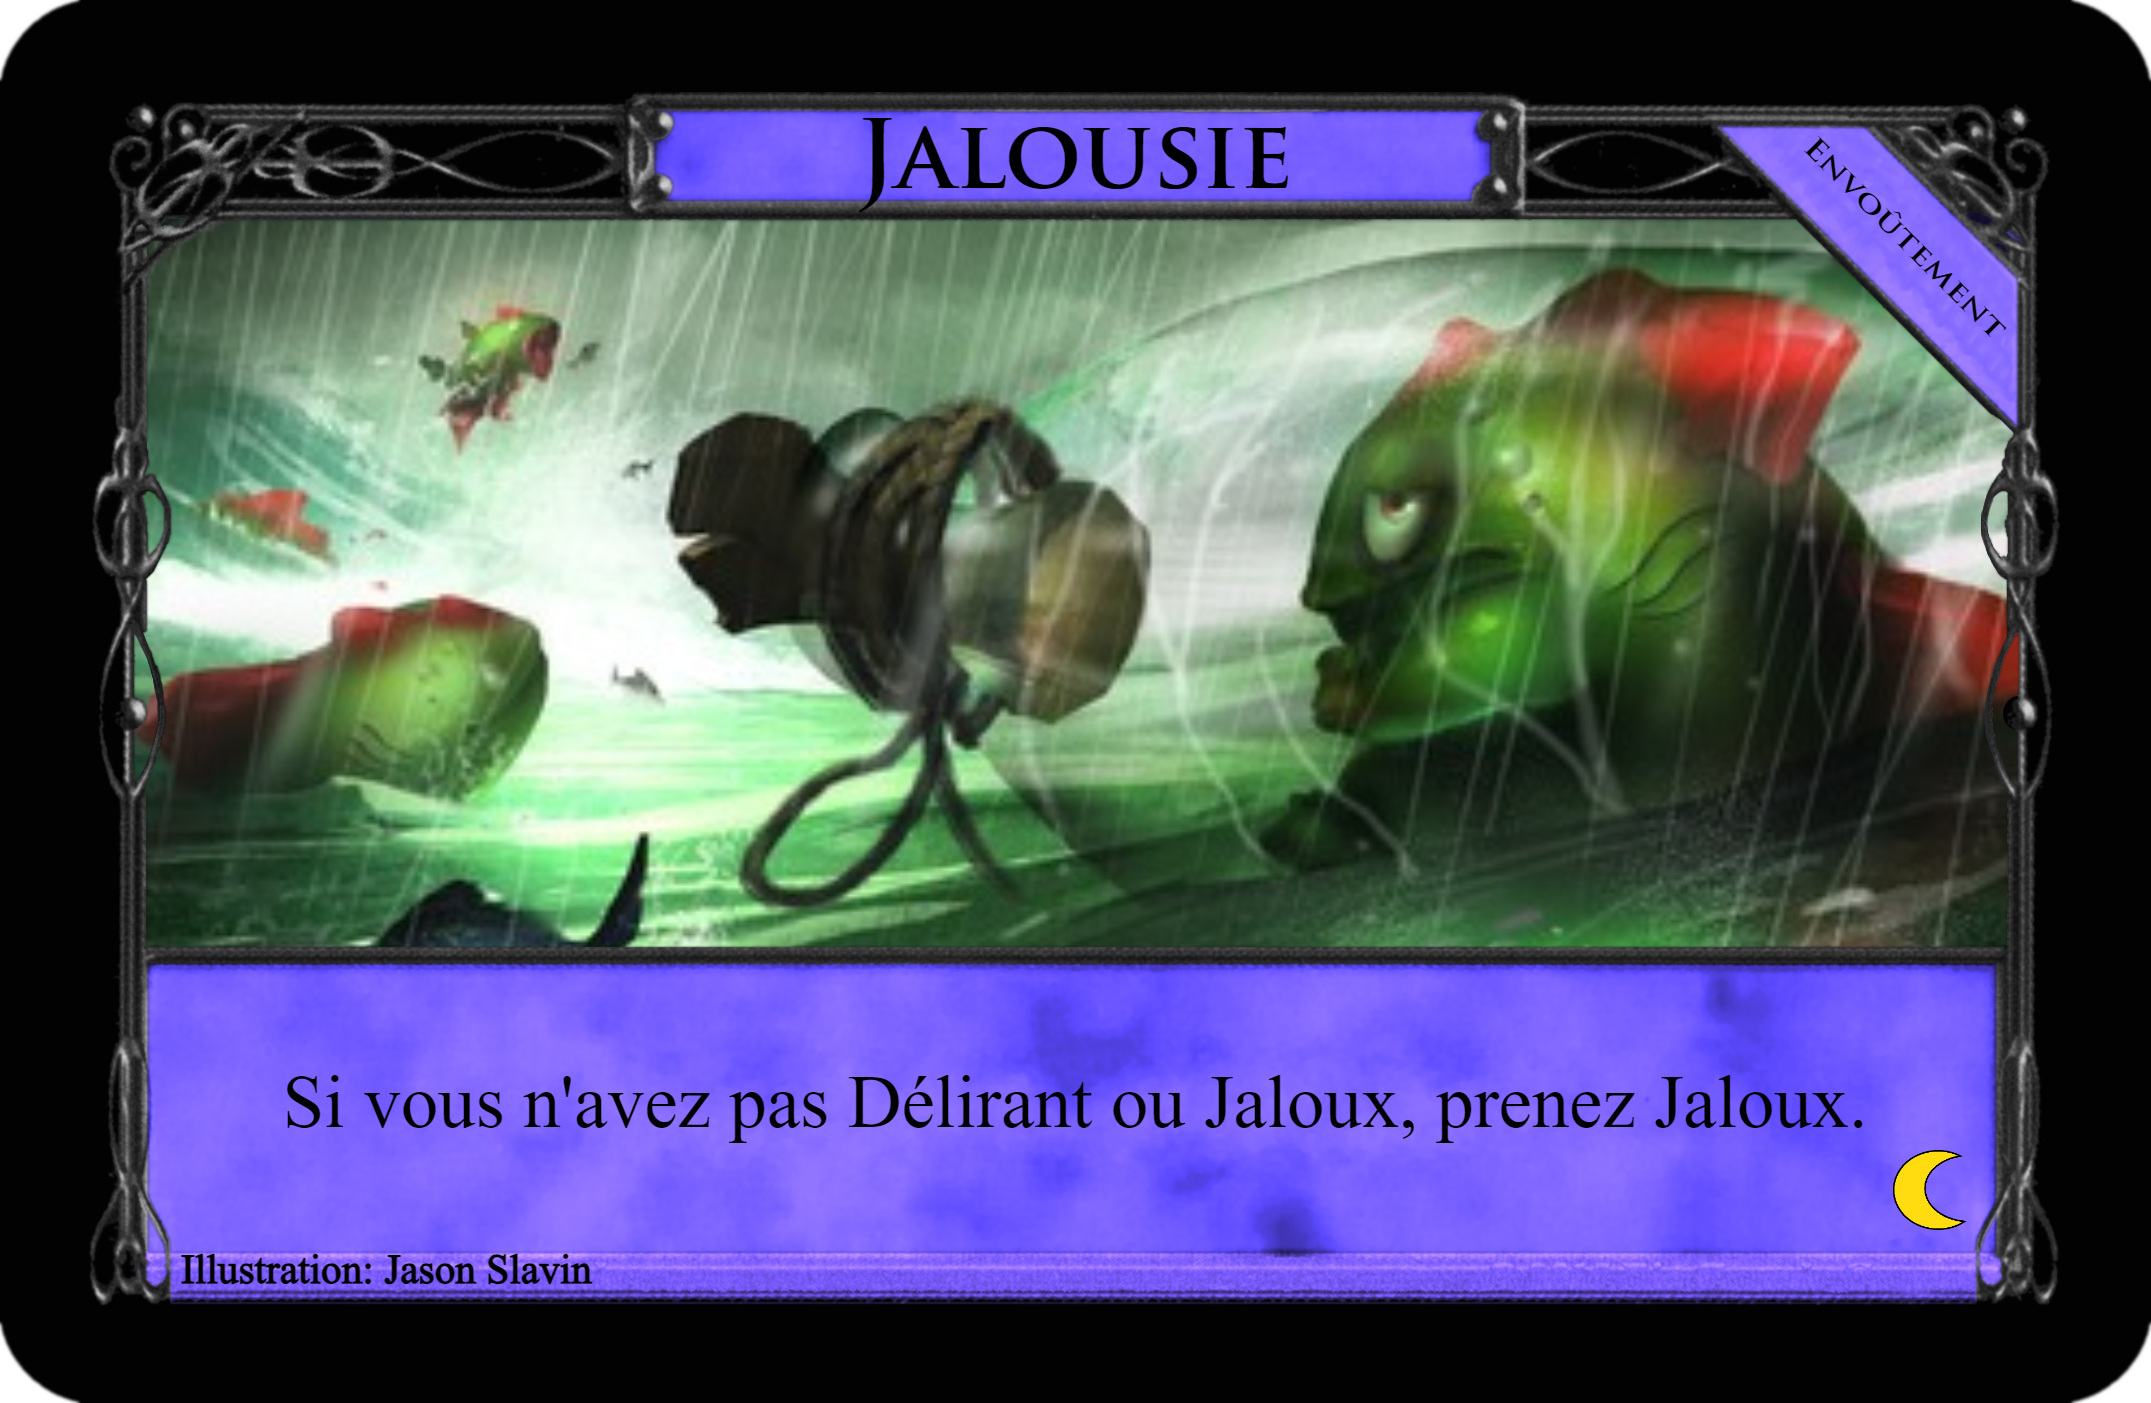 Jalousie
Envoûtement
Si vous n'avez pas Délirant ou Jaloux, prenez Jaloux.
Illustration: Jason Slavin